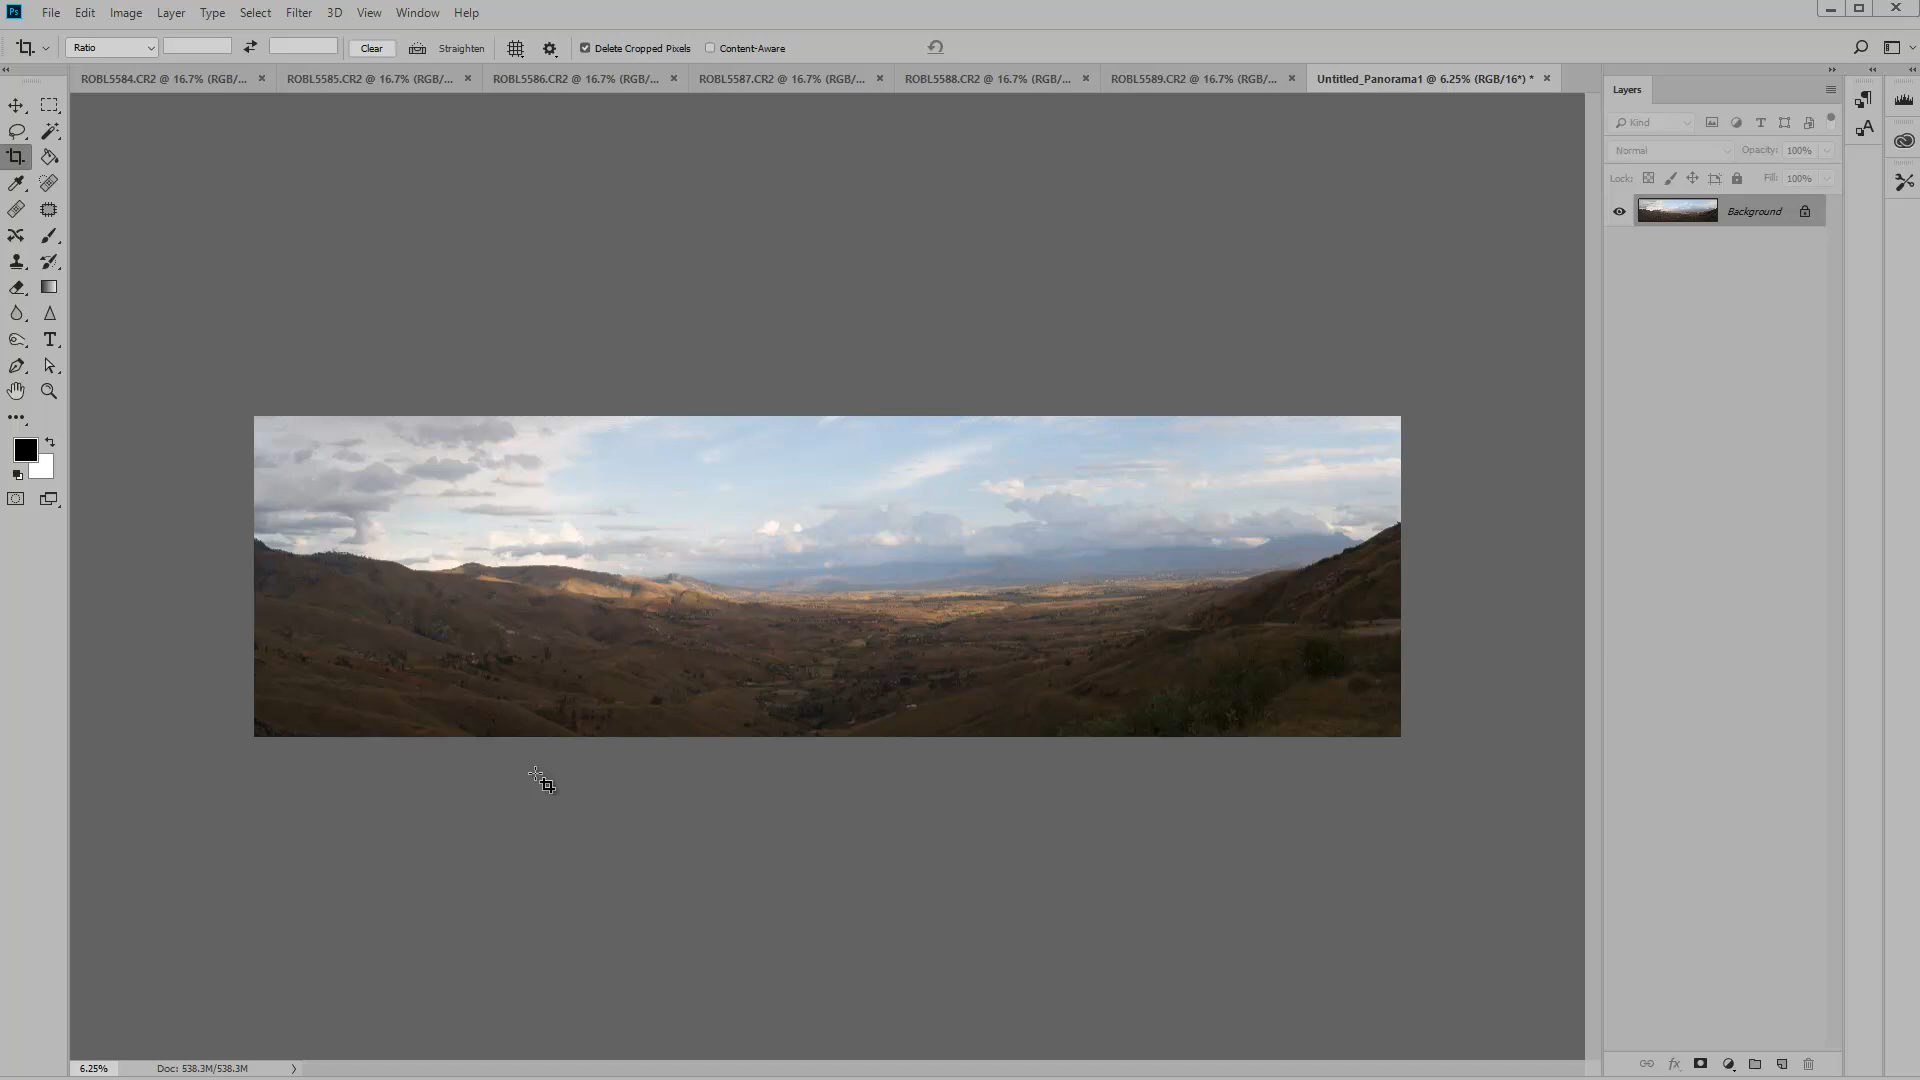 Ps File Edit Image Layer Type Select Filter 3D View Window Help
Ratio Clear Straighten Delete Cropped Pixels Content-Aware
ROBL5584.CR2 @ 16.7% (RGB/... ROBL5585.CR2 @ 16.7% (RGB/... ROBL5586.CR2 @ 16.7% (RGB/... ROBL5587.CR2 @ 16.7% (RGB/... ROBL5588.CR2 @ 16.7% (RGB/... ROBL5589.CR2 @ 16.7% (RGB/... Untitled_Panorama1 @ 6.25% (RGB/16*) *
Layers
Kind
Normal Opacity: 100%
Lock: Fill: 100%
Background
6.25% Doc: 538.3M/538.3M